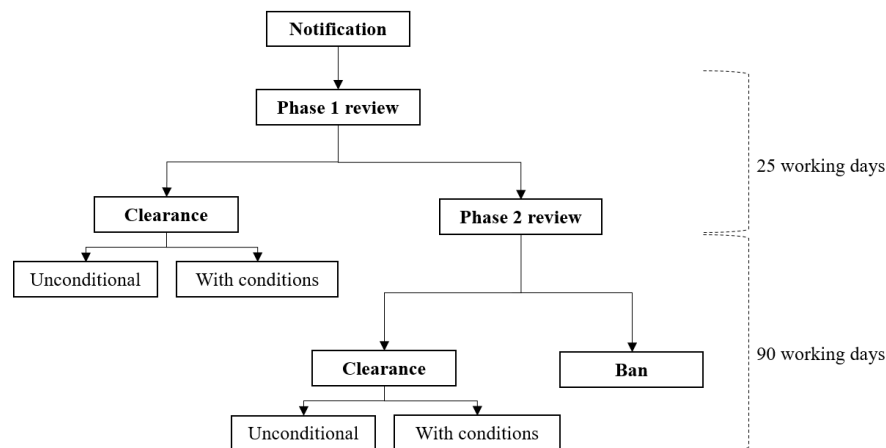 Notification
Phase 1 review
25 working days
Clearance
Phase 2 review
Unconditional
With conditions
90 working days
Clearance
Ban
Unconditional
With conditions